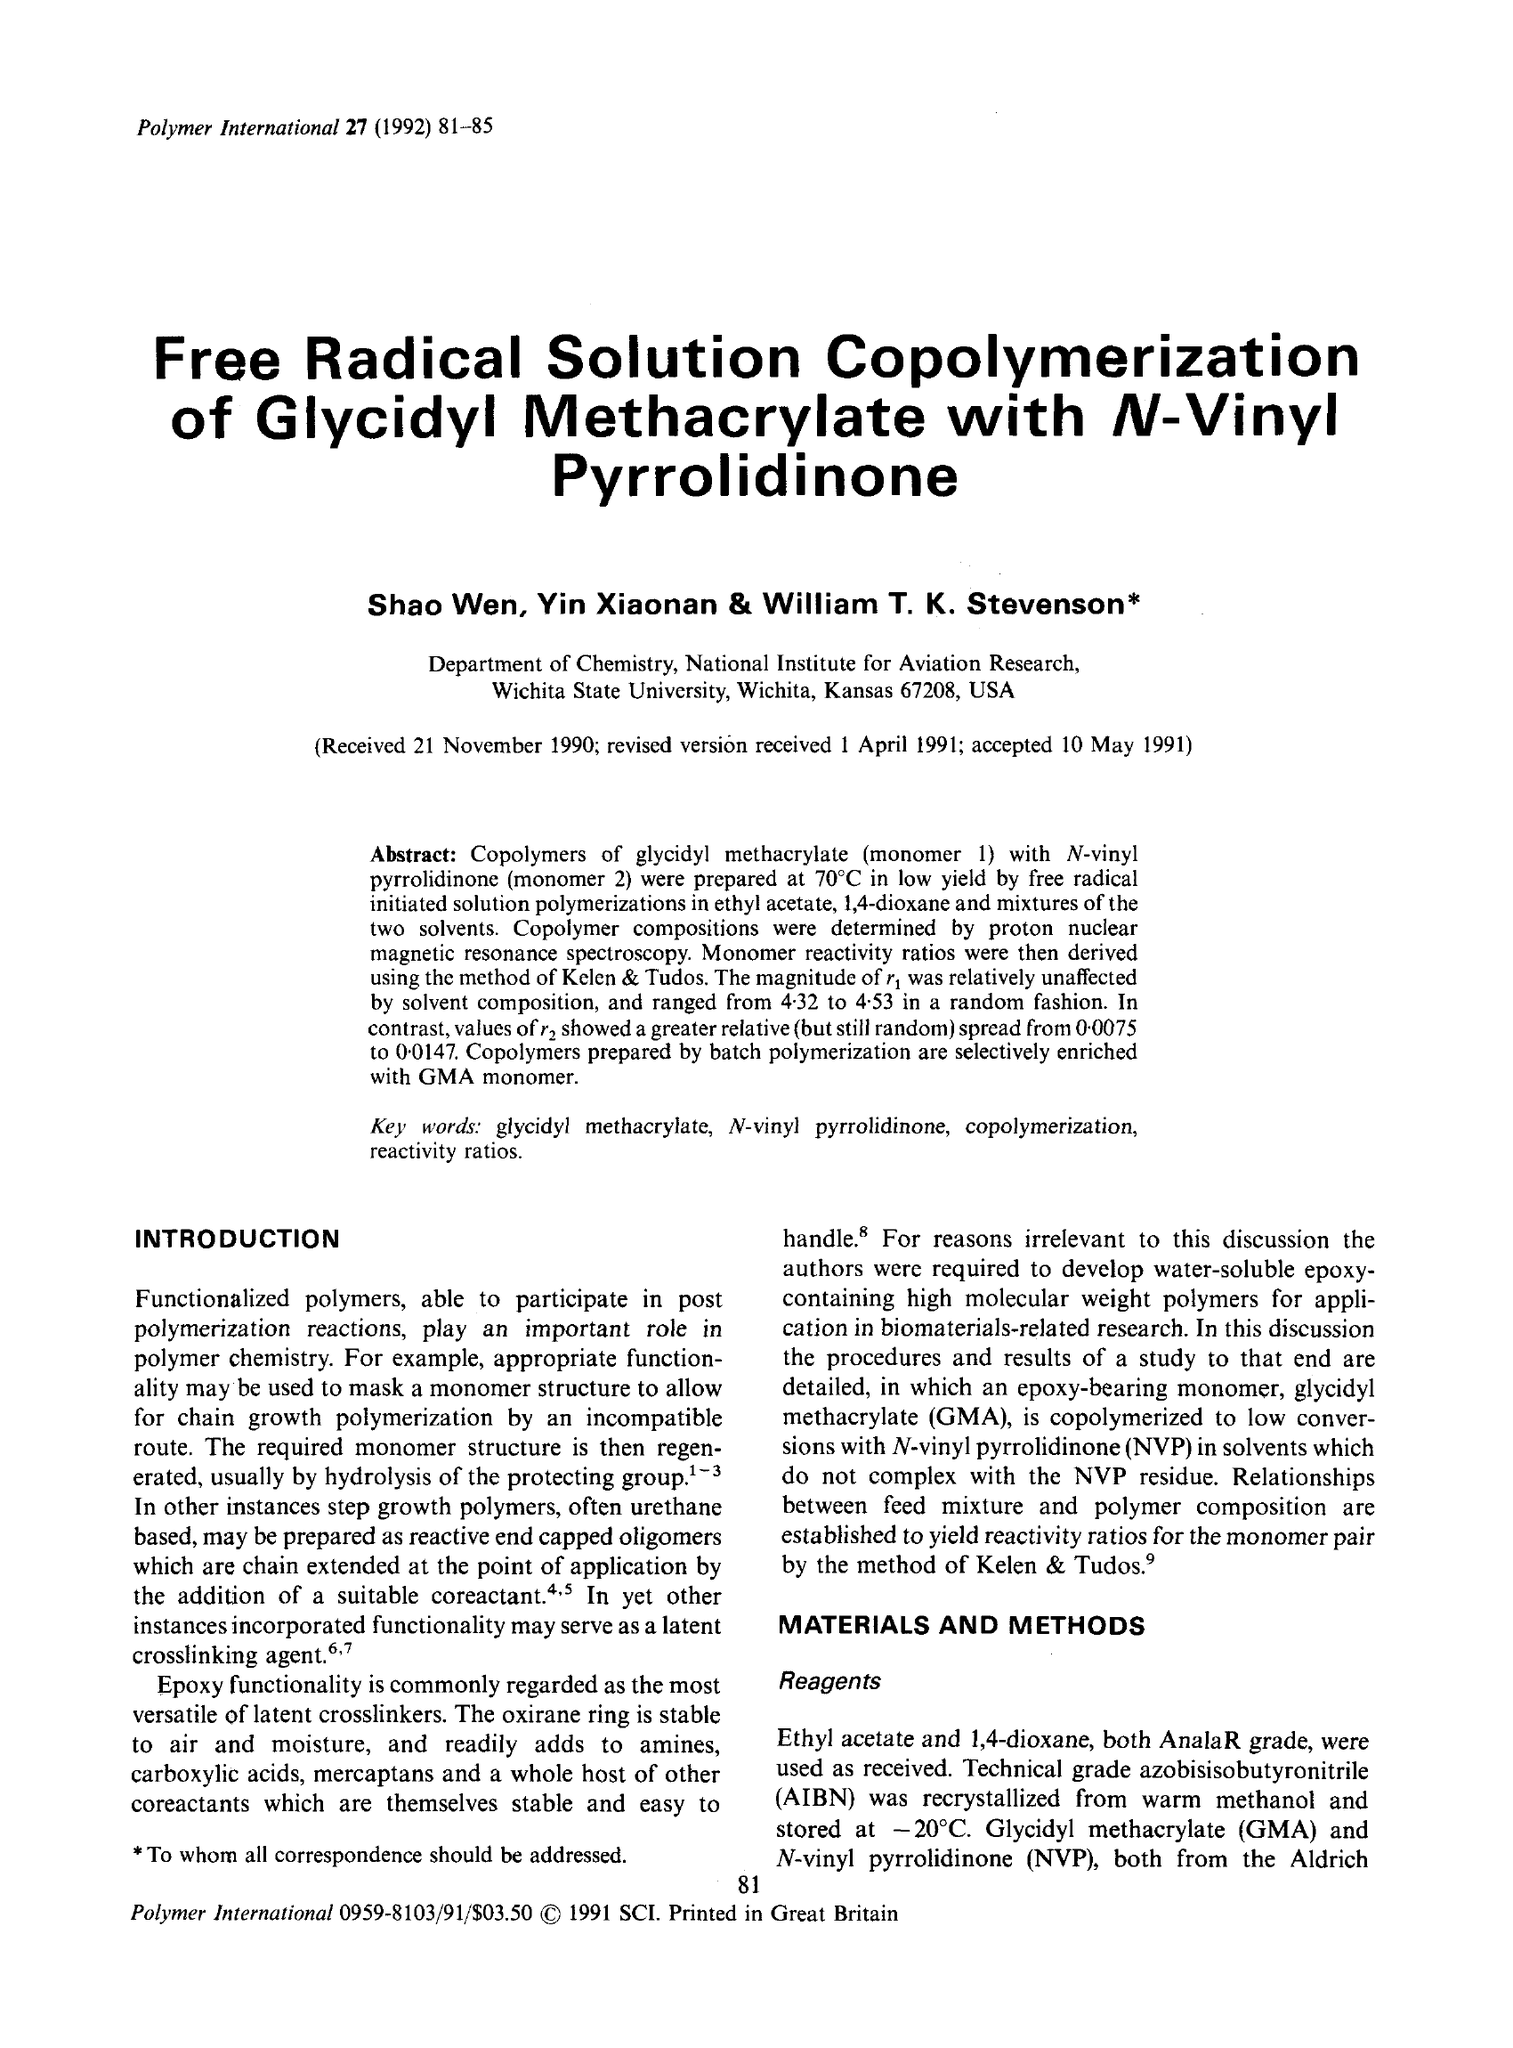 Polymer International 27 (1992) 81–85
Free Radical Solution Copolymerization
of Glycidyl Methacrylate with N-Vinyl
Pyrrolidinone
Shao Wen, Yin Xiaonan & William T. K. Stevenson*
Department of Chemistry, National Institute for Aviation Research,
Wichita State University, Wichita, Kansas 67208, USA
(Received 21 November 1990; revised version received 1 April 1991; accepted 10 May 1991)
Abstract: Copolymers of glycidyl methacrylate (monomer 1) with N-vinyl
pyrrolidinone (monomer 2) were prepared at 70°C in low yield by free radical
initiated solution polymerizations in ethyl acetate, 1,4-dioxane and mixtures of the
two solvents. Copolymer compositions were determined by proton nuclear
magnetic resonance spectroscopy. Monomer reactivity ratios were then derived
using the method of Kelen & Tudos. The magnitude of r₁ was relatively unaffected
by solvent composition, and ranged from 4·32 to 4·53 in a random fashion. In
contrast, values of r₂ showed a greater relative (but still random) spread from 0·0075
to 0·0147. Copolymers prepared by batch polymerization are selectively enriched
with GMA monomer.
Key words: glycidyl methacrylate, N-vinyl pyrrolidinone, copolymerization,
reactivity ratios.
INTRODUCTION
Functionalized polymers, able to participate in post
polymerization reactions, play an important role in
polymer chemistry. For example, appropriate function-
ality may be used to mask a monomer structure to allow
for chain growth polymerization by an incompatible
route. The required monomer structure is then regen-
erated, usually by hydrolysis of the protecting group.¹⁻³
In other instances step growth polymers, often urethane
based, may be prepared as reactive end capped oligomers
which are chain extended at the point of application by
the addition of a suitable coreactant.⁴,⁵ In yet other
instances incorporated functionality may serve as a latent
crosslinking agent.⁶,⁷
Epoxy functionality is commonly regarded as the most
versatile of latent crosslinkers. The oxirane ring is stable
to air and moisture, and readily adds to amines,
carboxylic acids, mercaptans and a whole host of other
coreactants which are themselves stable and easy to
* To whom all correspondence should be addressed.
handle.⁸ For reasons irrelevant to this discussion the
authors were required to develop water-soluble epoxy-
containing high molecular weight polymers for appli-
cation in biomaterials-related research. In this discussion
the procedures and results of a study to that end are
detailed, in which an epoxy-bearing monomer, glycidyl
methacrylate (GMA), is copolymerized to low conver-
sions with N-vinyl pyrrolidinone (NVP) in solvents which
do not complex with the NVP residue. Relationships
between feed mixture and polymer composition are
established to yield reactivity ratios for the monomer pair
by the method of Kelen & Tudos.⁹
MATERIALS AND METHODS
Reagents
Ethyl acetate and 1,4-dioxane, both AnalaR grade, were
used as received. Technical grade azobisisobutyronitrile
(AIBN) was recrystallized from warm methanol and
stored at −20°C. Glycidyl methacrylate (GMA) and
N-vinyl pyrrolidinone (NVP), both from the Aldrich
81
Polymer International 0959-8103/91/$03.50 © 1991 SCI. Printed in Great Britain